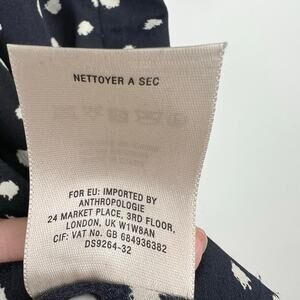 NETTOYER A SEC
FOR EU: IMPORTED BY
ANTHROPOLOGIE
24 MARKET PLACE, 3RD FLOOR,
LONDON, UK W1W8AN
CIF: VAT No. GB 684936382
DS9264-32